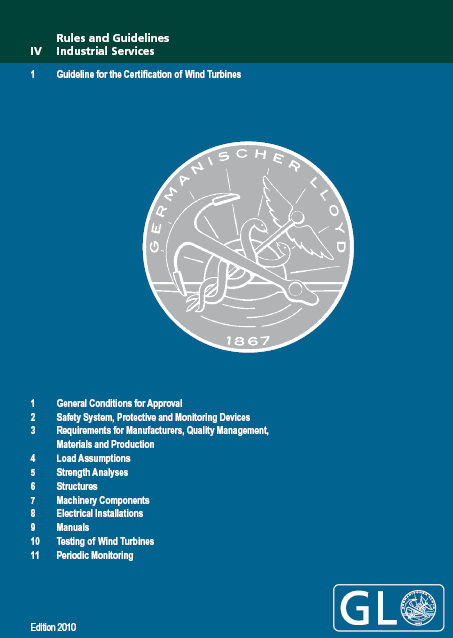 Rules and Guidelines
IV Industrial Services
1 Guideline for the Certification of Wind Turbines
GERMANISCHER LLOYD
1867
1 General Conditions for Approval
2 Safety System, Protective and Monitoring Devices
3 Requirements for Manufacturers, Quality Management,
Materials and Production
4 Load Assumptions
5 Strength Analyses
6 Structures
7 Machinery Components
8 Electrical Installations
9 Manuals
10 Testing of Wind Turbines
11 Periodic Monitoring
GL
Edition 2010